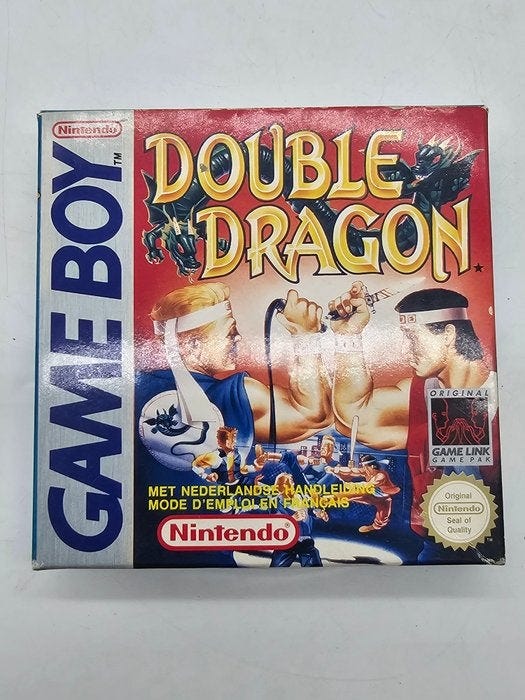 Nintendo
GAME BOY
TM
DOUBLE
DRAGON
ORIGINAL
GAME LINK
GAME PAK
MET NEDERLANDSE HANDLEIDING
MODE D'EMPLOI EN FRANÇAIS
Nintendo®
Original
Nintendo
Seal of
Quality